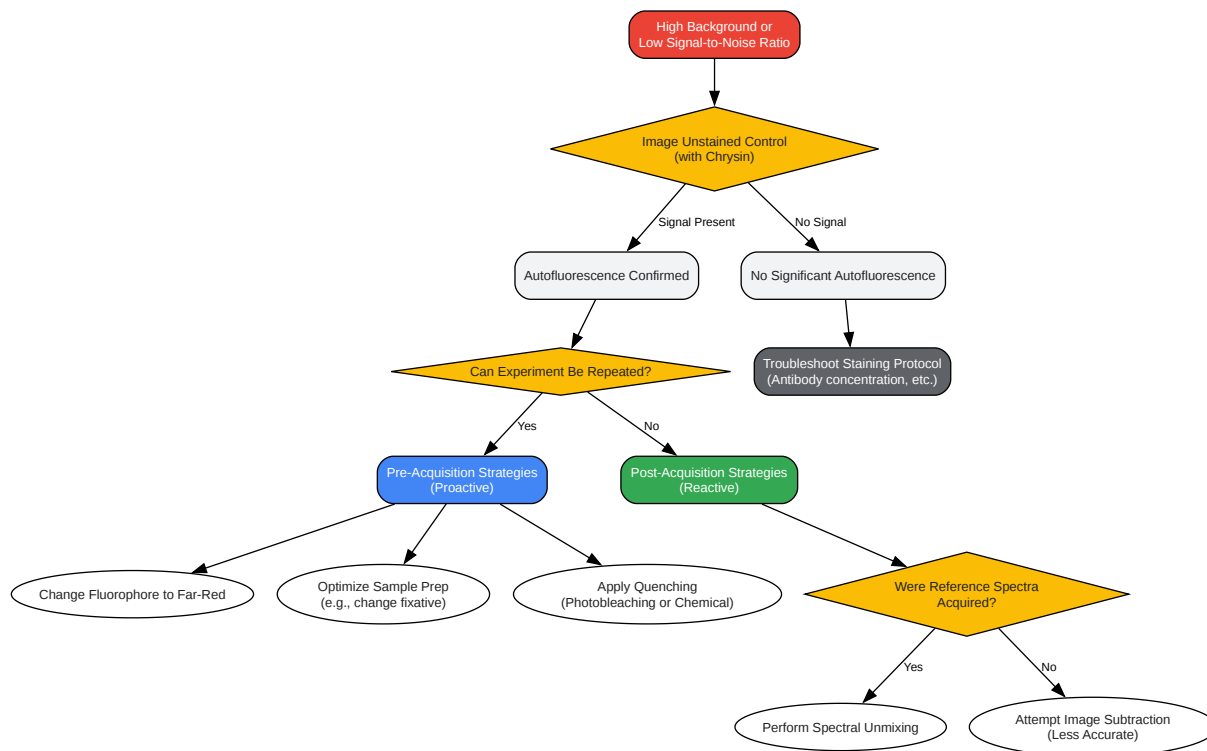 High Background or
Low Signal-to-Noise Ratio
Image Unstained Control
(with Chrysin)
Signal Present
No Signal
Autofluorescence Confirmed
No Significant Autofluorescence
Can Experiment Be Repeated?
Troubleshoot Staining Protocol
(Antibody concentration, etc.)
Yes
No
Pre-Acquisition Strategies
(Proactive)
Post-Acquisition Strategies
(Reactive)
Change Fluorophore to Far-Red
Optimize Sample Prep
(e.g., change fixative)
Apply Quenching
(Photobleaching or Chemical)
Were Reference Spectra
Acquired?
Yes
No
Perform Spectral Unmixing
Attempt Image Subtraction
(Less Accurate)